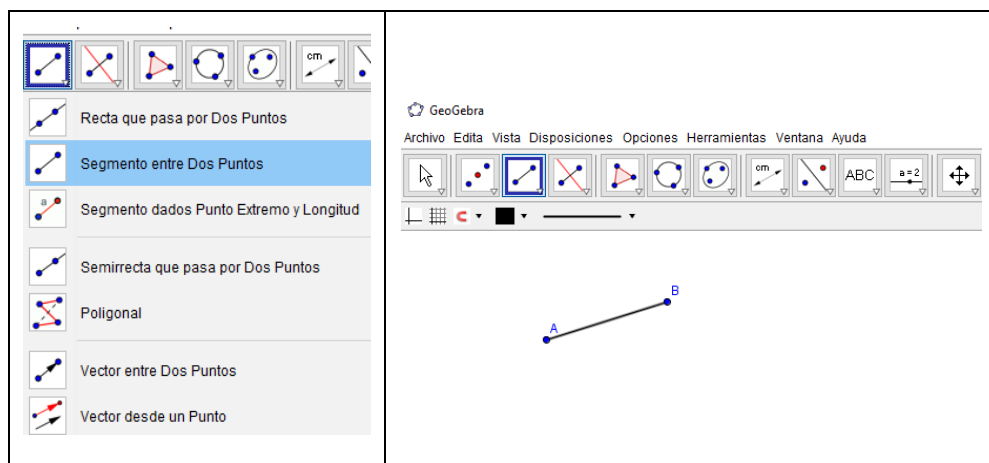 cm
Recta que pasa por Dos Puntos
Segmento entre Dos Puntos
a
Segmento dados Punto Extremo y Longitud
Semirrecta que pasa por Dos Puntos
Poligonal
Vector entre Dos Puntos
Vector desde un Punto
GeoGebra
Archivo Edita Vista Disposiciones Opciones Herramientas Ventana Ayuda
cm ABC a=2
B
A